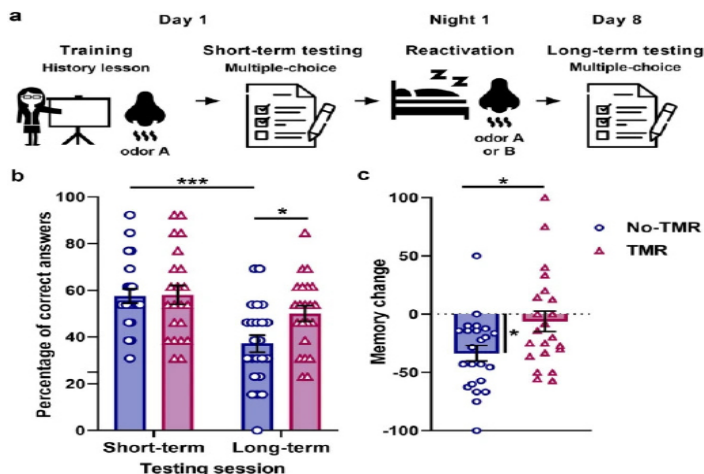 a
Day 1
Night 1
Day 8
Training
History lesson
Short-term testing
Multiple-choice
Reactivation
Long-term testing
Multiple-choice
Z Z
Z
odor A
odor A
or B
b
***
*
Percentage of correct answers
100
80
60
40
20
0
Short-term
Long-term
Testing session
c
*
*
Memory change
100
50
0
-50
-100
No-TMR
TMR